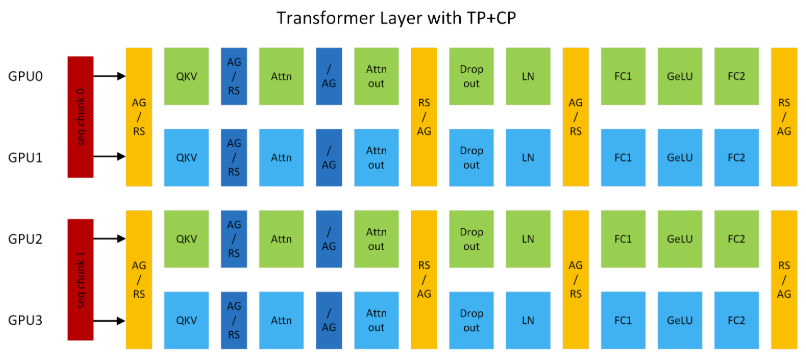 Transformer Layer with TP+CP
GPU0
seq chunk 0
AG
/
RS
QKV
AG
/
RS
Attn
/
AG
Attn
out
RS
/
AG
Drop
out
LN
AG
/
RS
FC1
GeLU
FC2
RS
/
AG
GPU1
QKV
AG
/
RS
Attn
/
AG
Attn
out
Drop
out
LN
FC1
GeLU
FC2
GPU2
seq chunk 1
AG
/
RS
QKV
AG
/
RS
Attn
/
AG
Attn
out
RS
/
AG
Drop
out
LN
AG
/
RS
FC1
GeLU
FC2
RS
/
AG
GPU3
QKV
AG
/
RS
Attn
/
AG
Attn
out
Drop
out
LN
FC1
GeLU
FC2